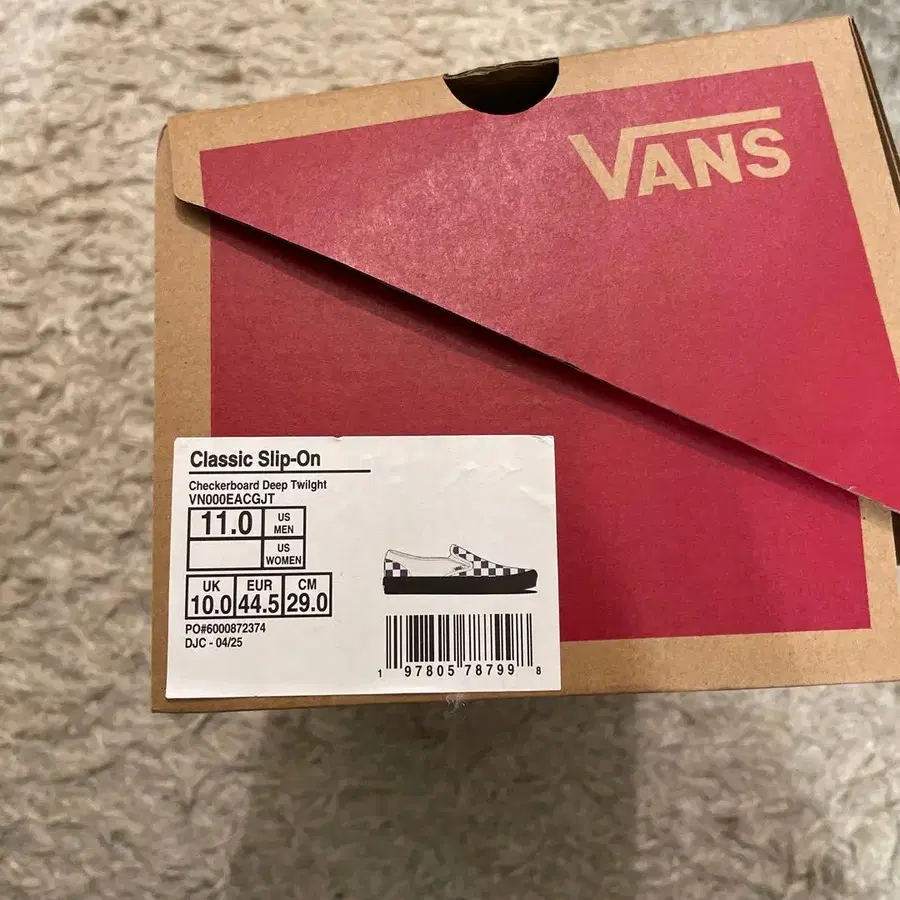 VANS
Classic Slip-On
Checkerboard Deep Twilght
VN000EACGJT
11.0 US MEN
US WOMEN
UK EUR CM
10.0 44.5 29.0
PO#6000872374
DJC - 04/25
1 97805 78799 8